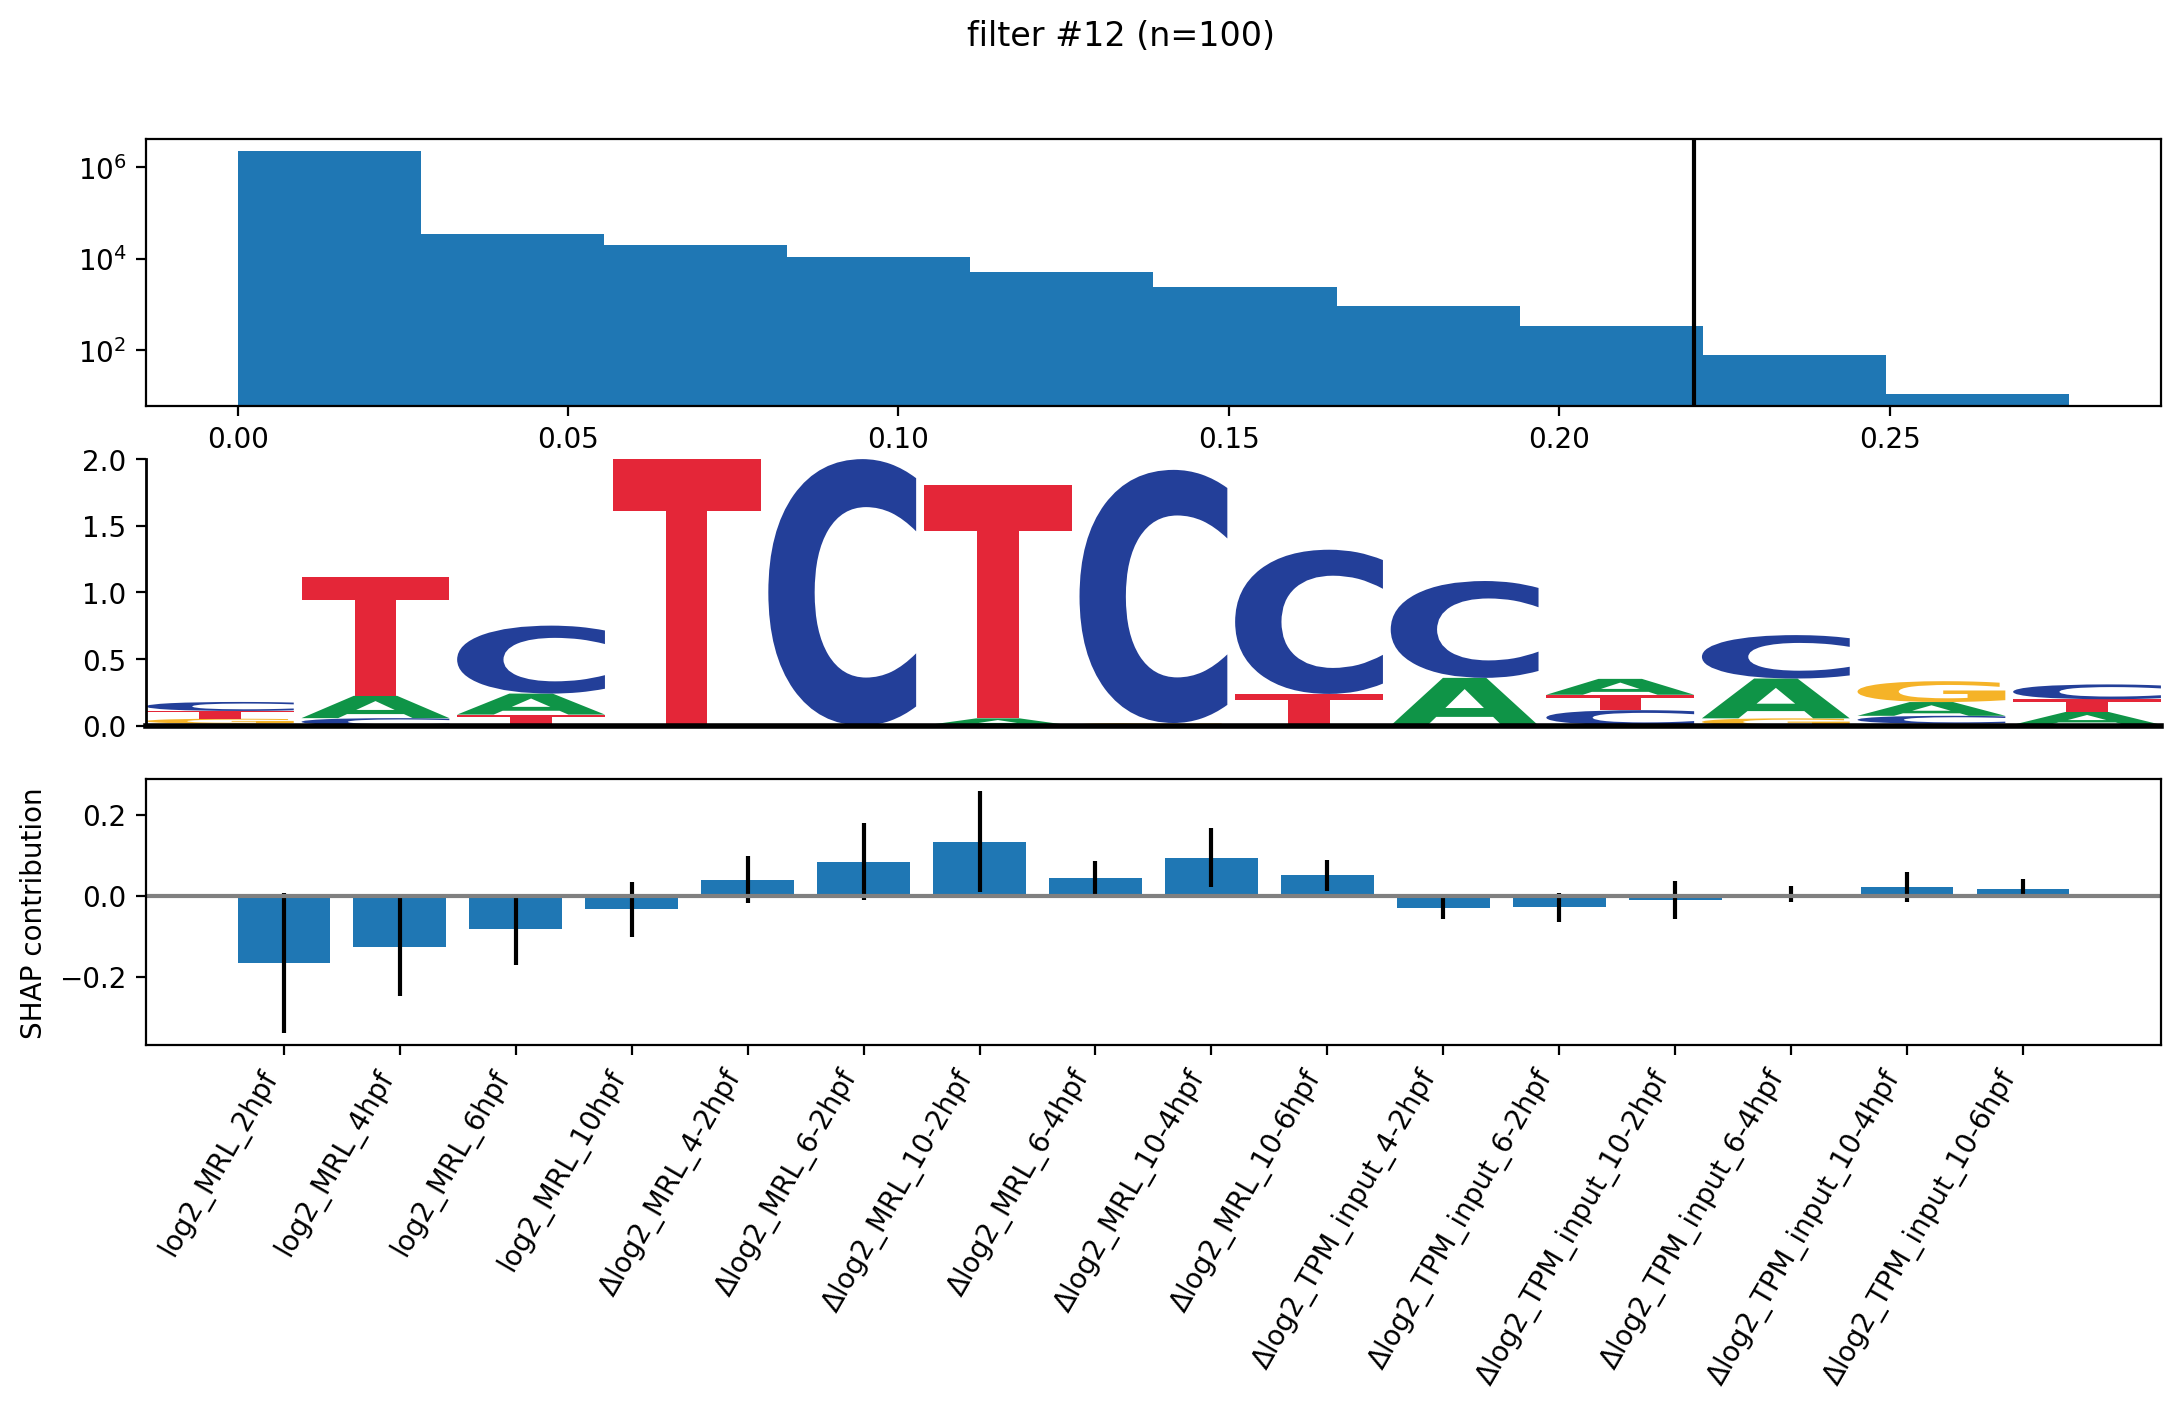 filter #12 (n=100)
10^6
10^4
10^2
0.00 0.05 0.10 0.15 0.20 0.25
2.0
1.5
1.0
0.5
0.0
C T G
T A C
C A T
T
C
T A
C
C T
C A
A T C
C A G
G A C
C T A
SHAP contribution
0.2
0.0
−0.2
log2_MRL_2hpf
log2_MRL_4hpf
log2_MRL_6hpf
log2_MRL_10hpf
Δlog2_MRL_4-2hpf
Δlog2_MRL_6-2hpf
Δlog2_MRL_10-2hpf
Δlog2_MRL_6-4hpf
Δlog2_MRL_10-4hpf
Δlog2_MRL_10-6hpf
Δlog2_TPM_input_4-2hpf
Δlog2_TPM_input_6-2hpf
Δlog2_TPM_input_10-2hpf
Δlog2_TPM_input_6-4hpf
Δlog2_TPM_input_10-4hpf
Δlog2_TPM_input_10-6hpf